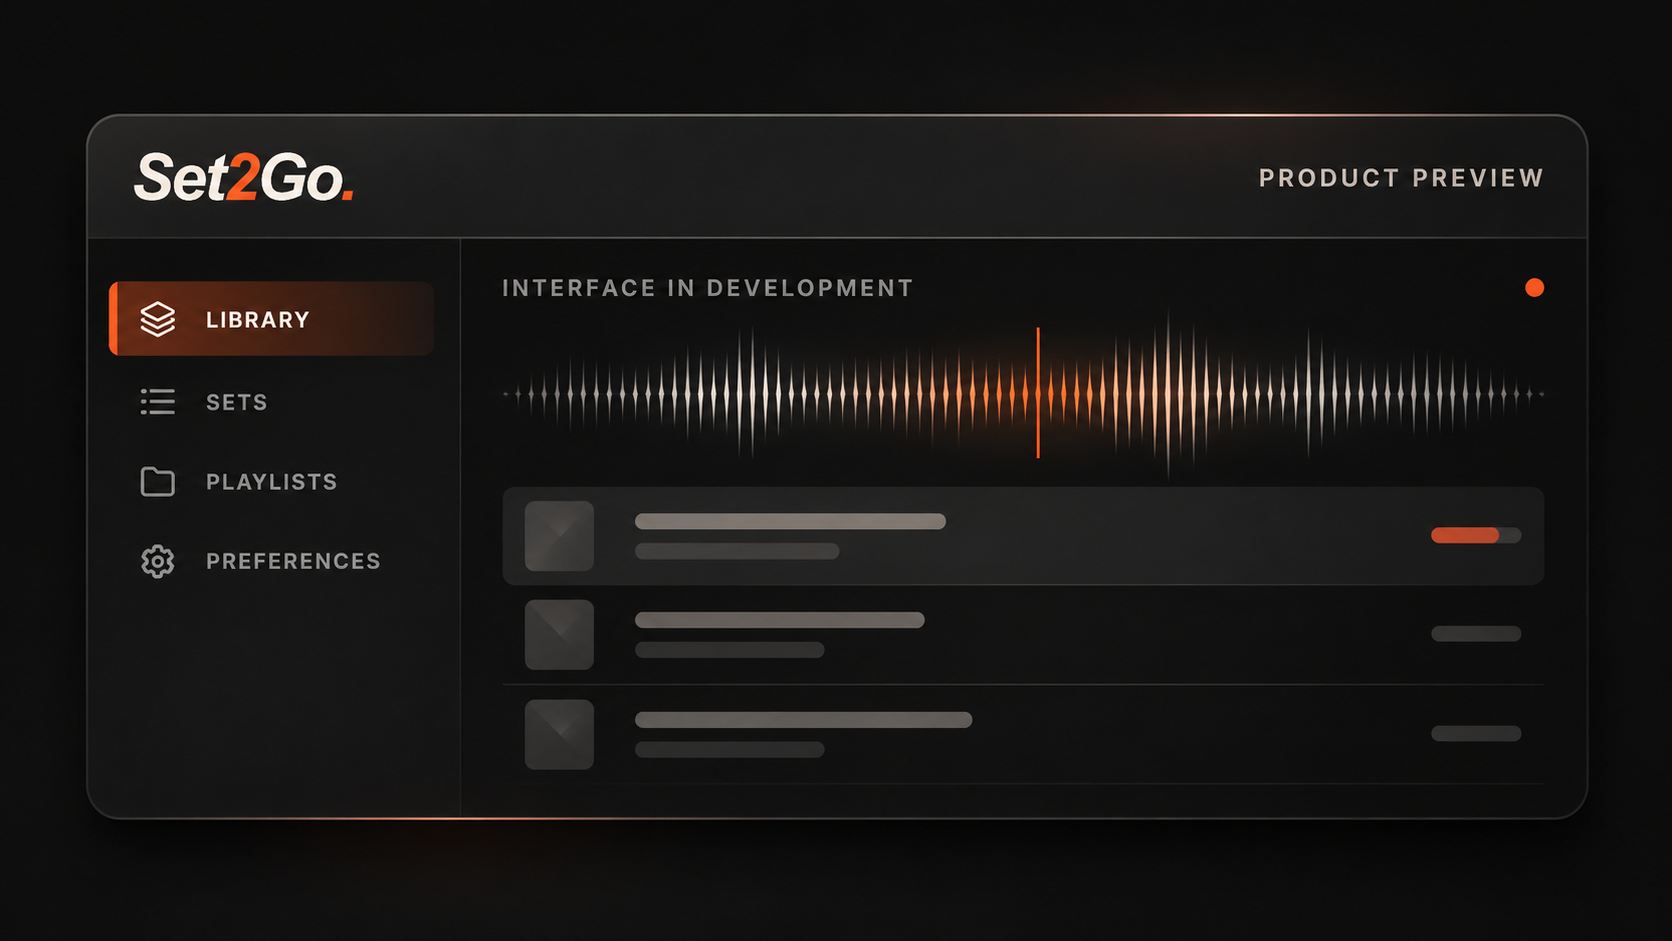 Set2Go.
PRODUCT PREVIEW
LIBRARY
SETS
PLAYLISTS
PREFERENCES
INTERFACE IN DEVELOPMENT